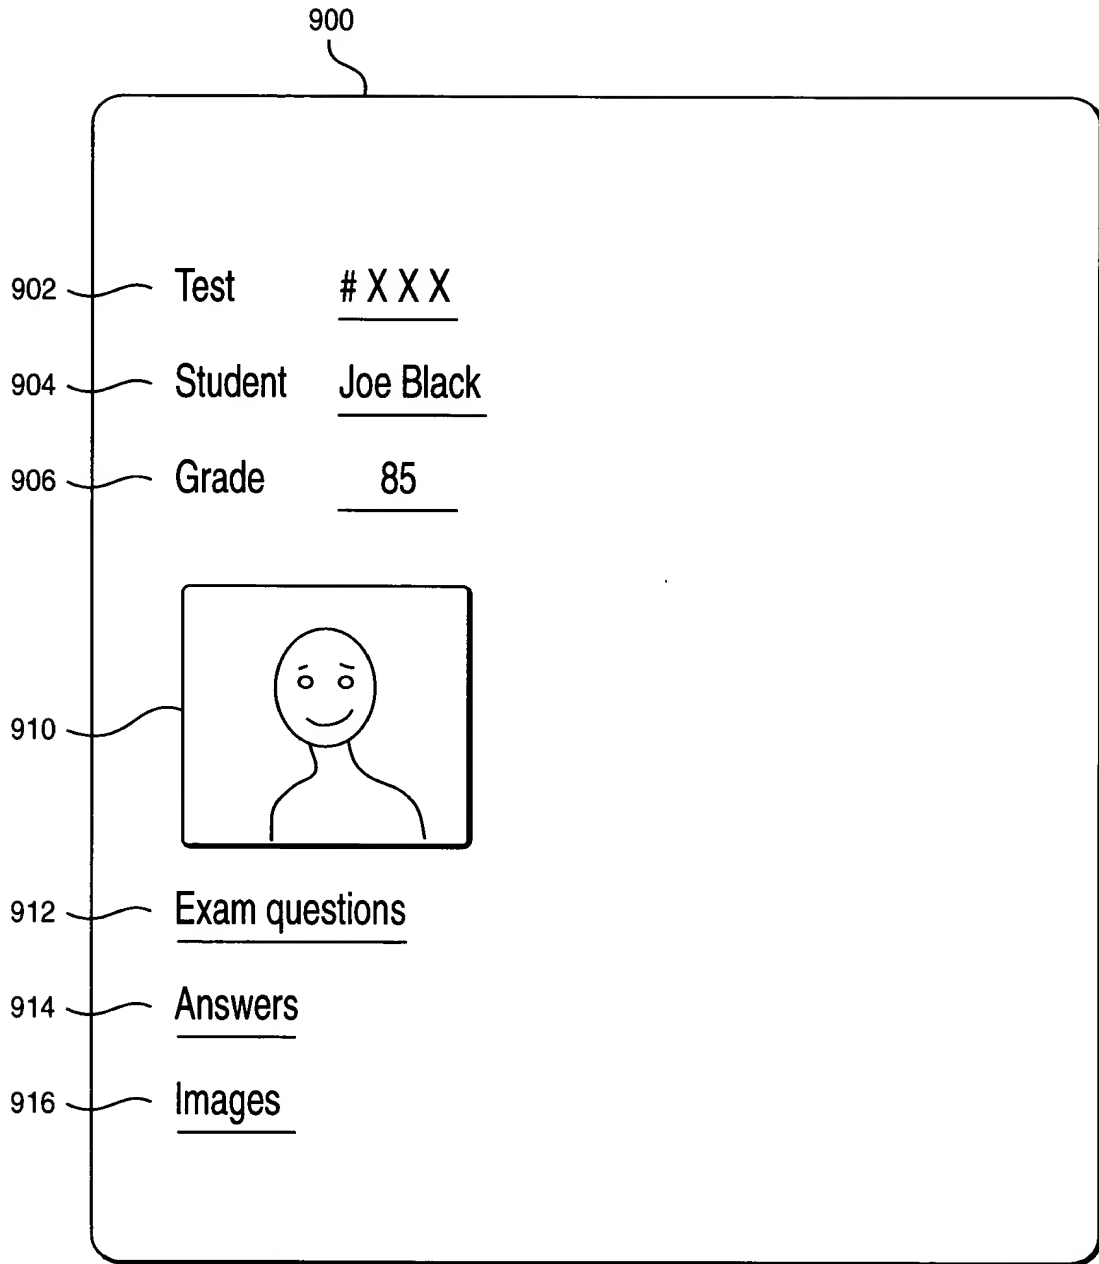 900
902 Test # X X X
904 Student Joe Black
906 Grade 85
910
912 Exam questions
914 Answers
916 Images